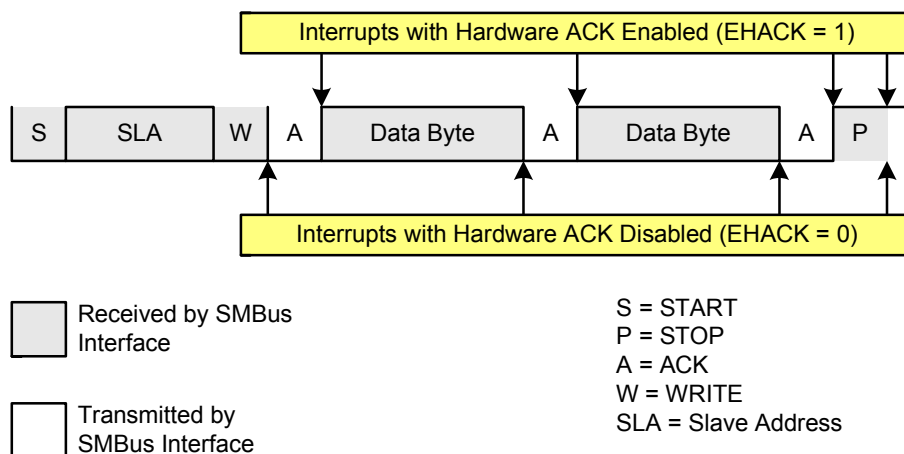 Interrupts with Hardware ACK Enabled (EHACK = 1)
S SLA W A Data Byte A Data Byte A P
Interrupts with Hardware ACK Disabled (EHACK = 0)
Received by SMBus
Interface
Transmitted by
SMBus Interface
S = START
P = STOP
A = ACK
W = WRITE
SLA = Slave Address